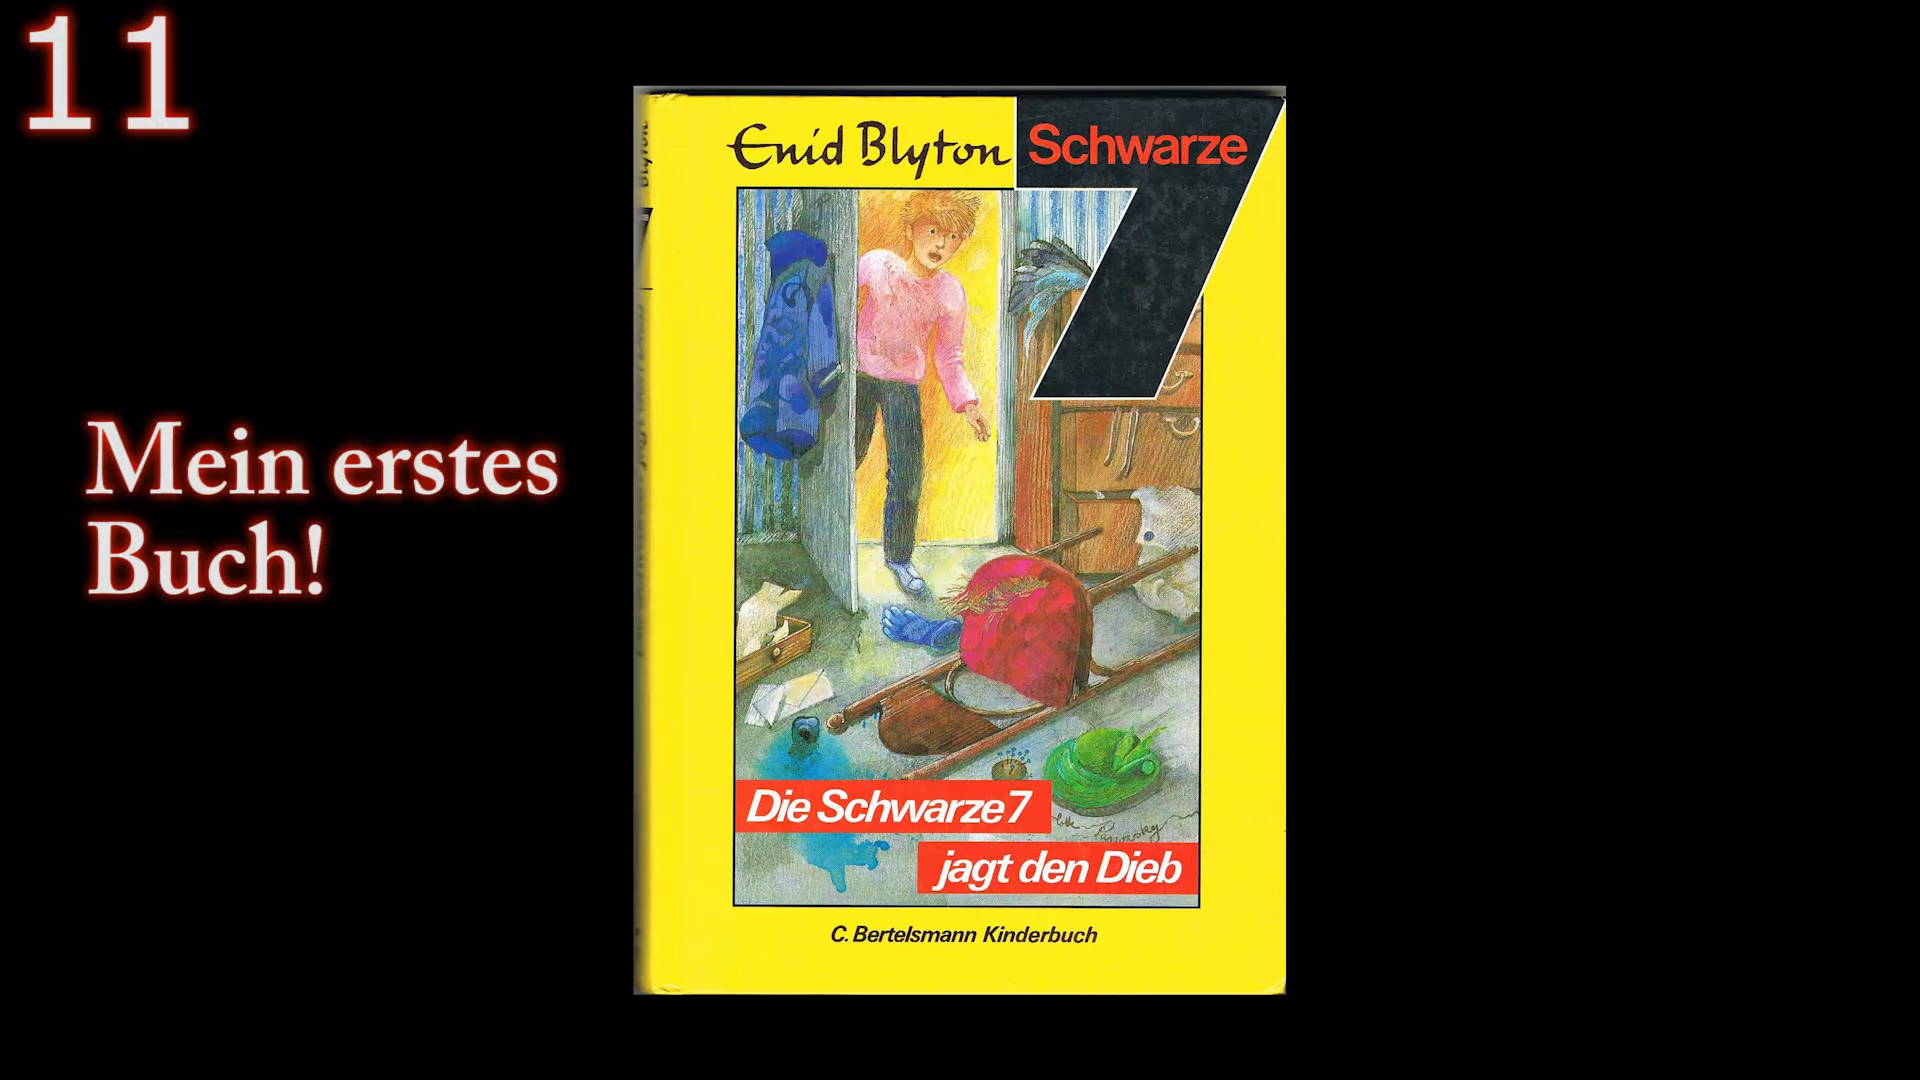 11
Mein erstes
Buch!
Enid Blyton
Schwarze
7
Die Schwarze 7
jagt den Dieb
C. Bertelsmann Kinderbuch